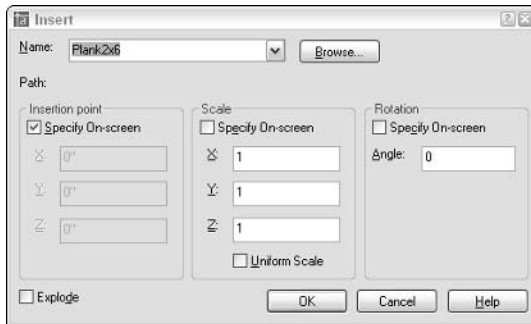 Insert
Name: Plank2x6 Browse...
Path:
Insertion point Scale Rotation
Specify On-screen Specify On-screen Specify On-screen
X: 0" X: 1 Angle: 0
Y: 0" Y: 1
Z: 0" Z: 1
Uniform Scale
Explode OK Cancel Help